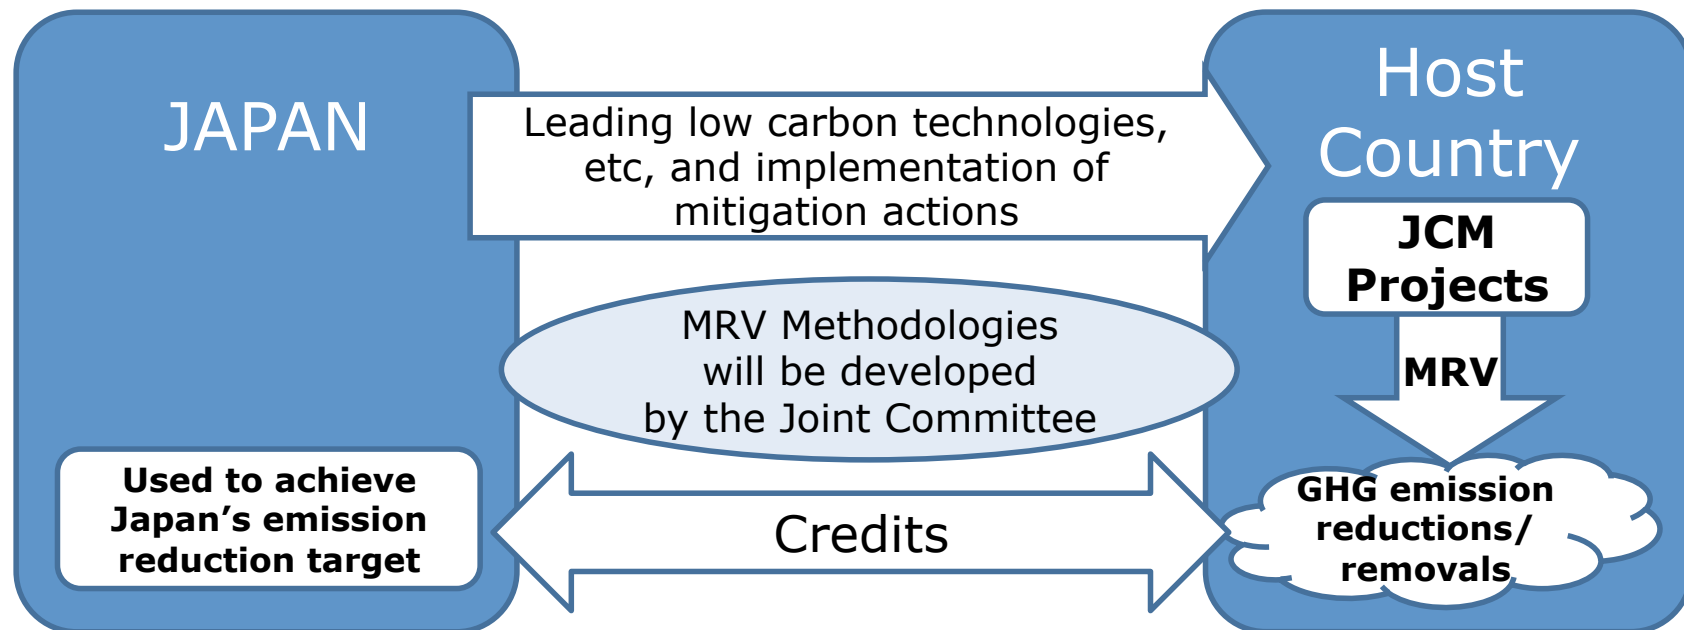 JAPAN
Leading low carbon technologies,
etc, and implementation of
mitigation actions
Host
Country
JCM
Projects
MRV Methodologies
will be developed
by the Joint Committee
MRV
Used to achieve
Japan’s emission
reduction target
Credits
GHG emission
reductions/
removals